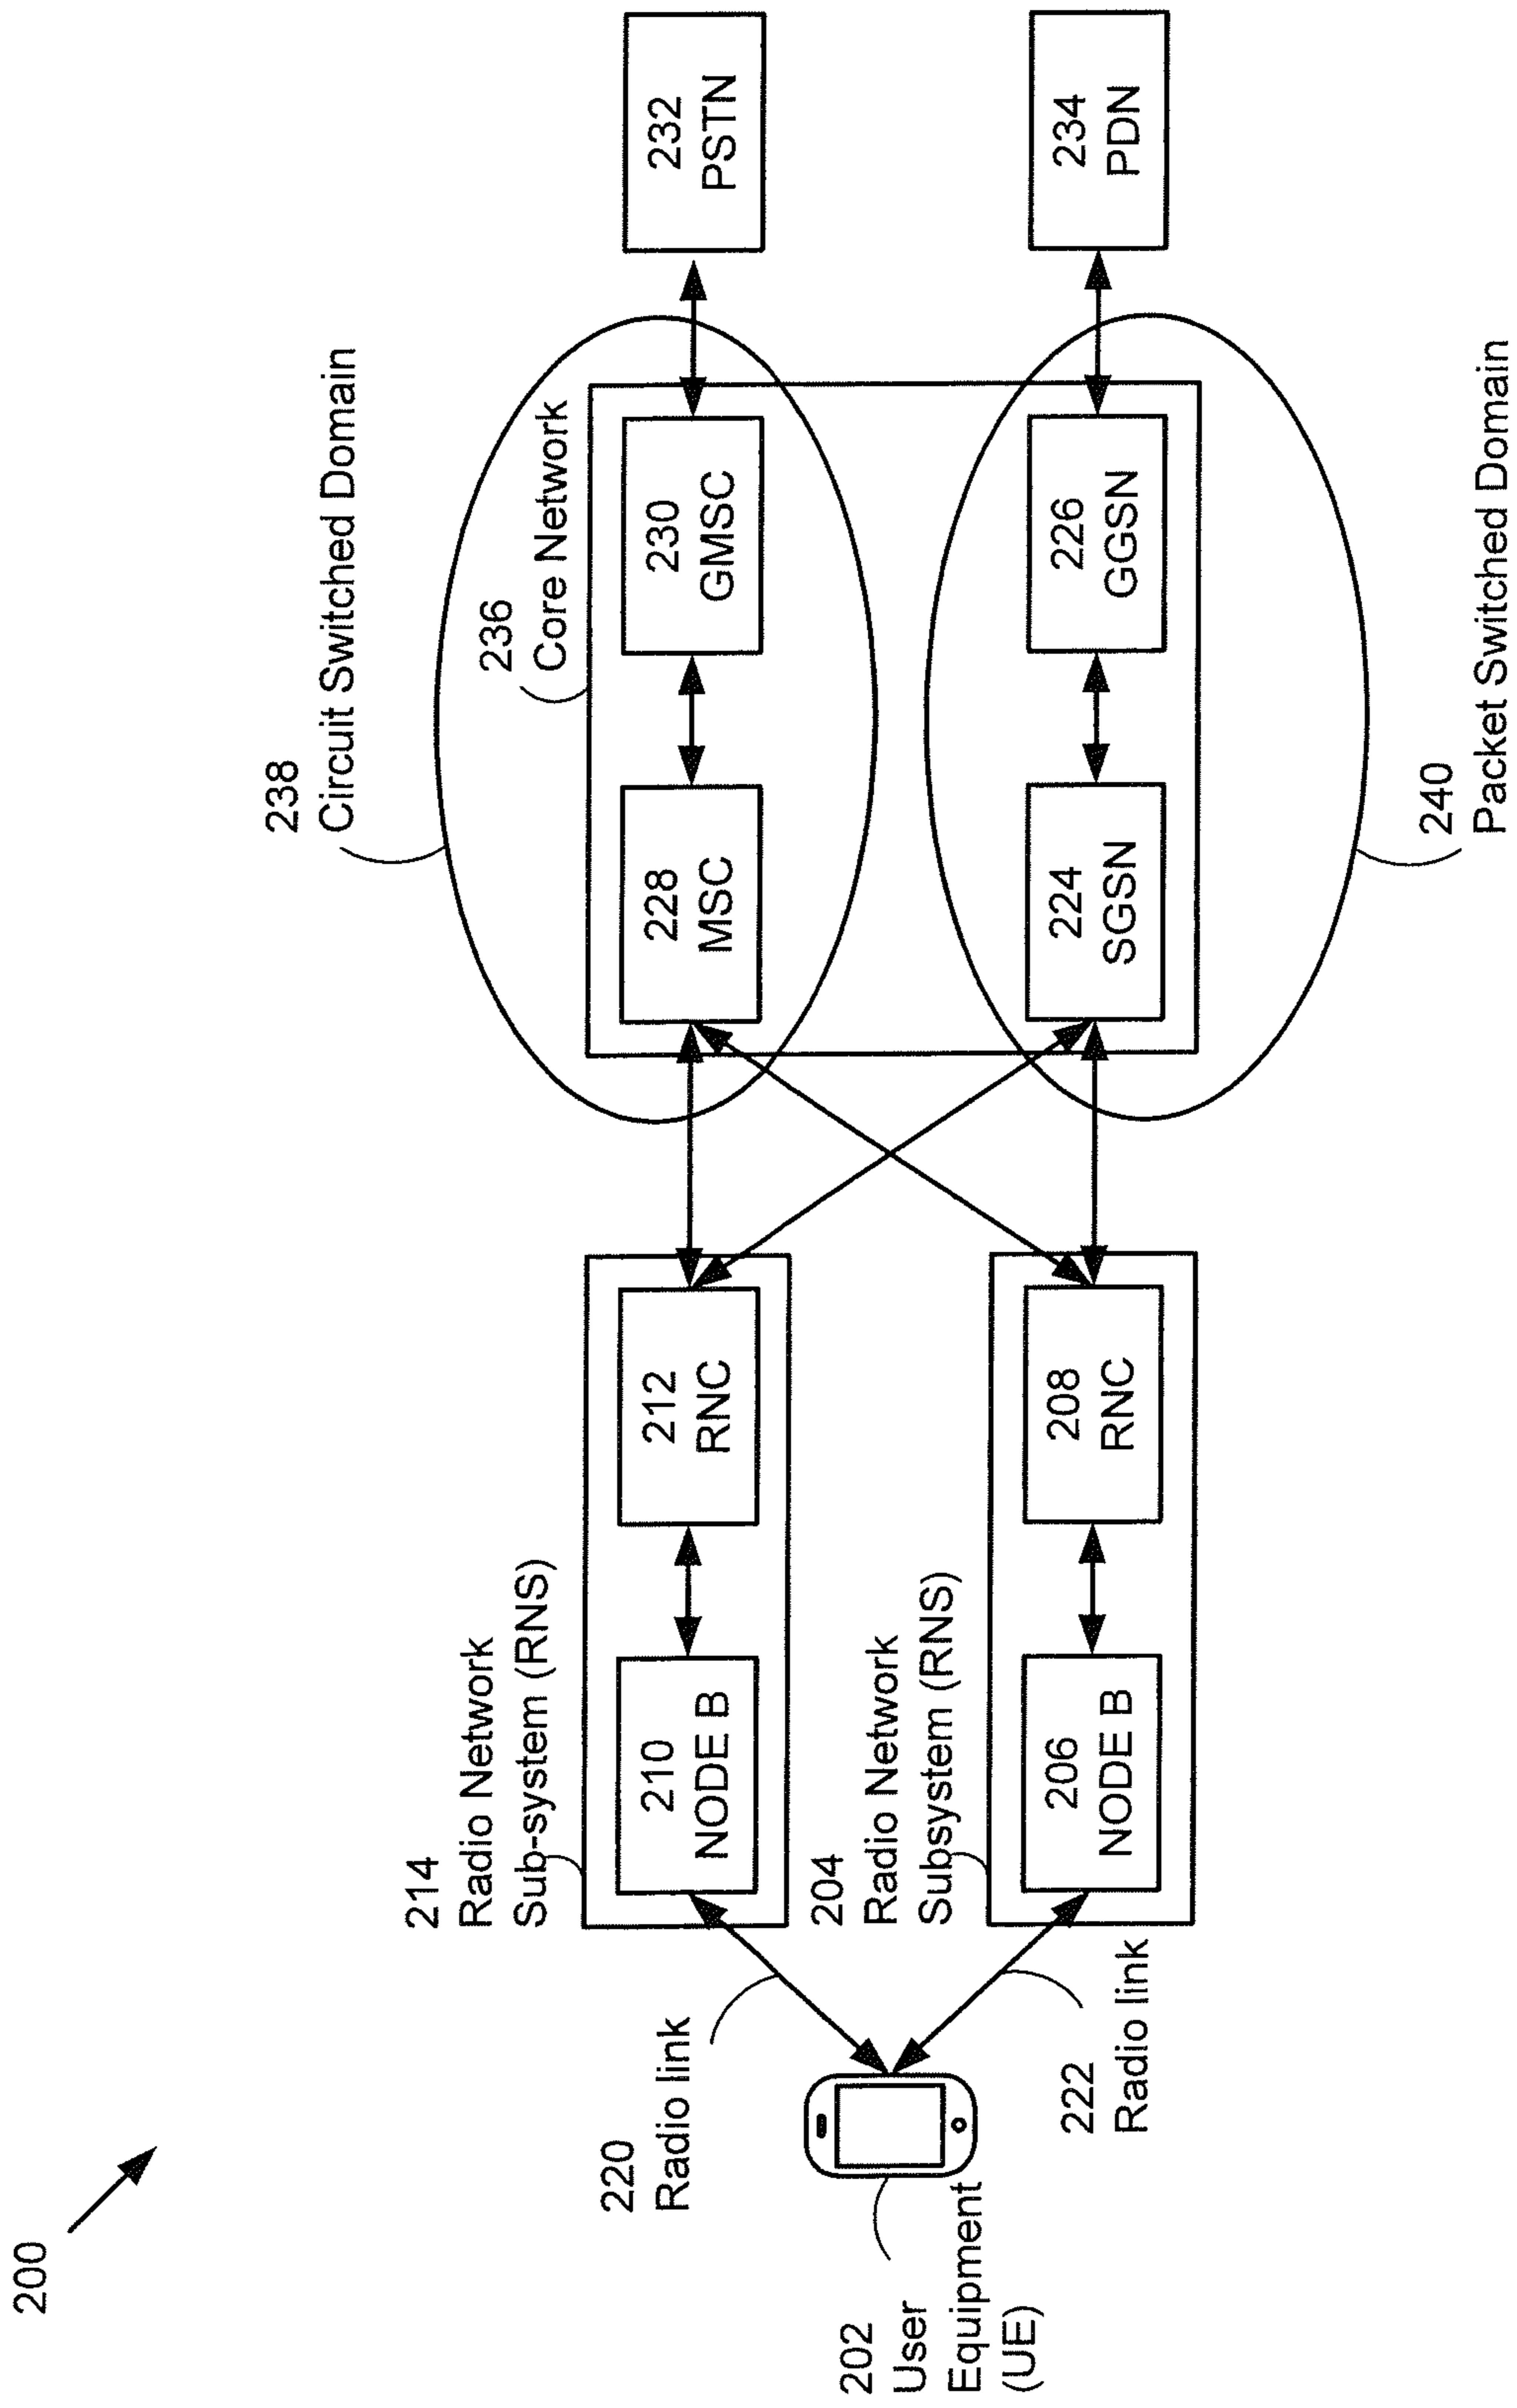 200
238
Circuit Switched Domain
236
Core Network
214
Radio Network
Sub-system (RNS)
220
Radio link
210
NODE B
212
RNC
228
MSC
230
GMSC
232
PSTN
202
User
Equipment
(UE)
204
Radio Network
Subsystem (RNS)
222
Radio link
206
NODE B
208
RNC
224
SGSN
226
GGSN
234
PDN
240
Packet Switched Domain